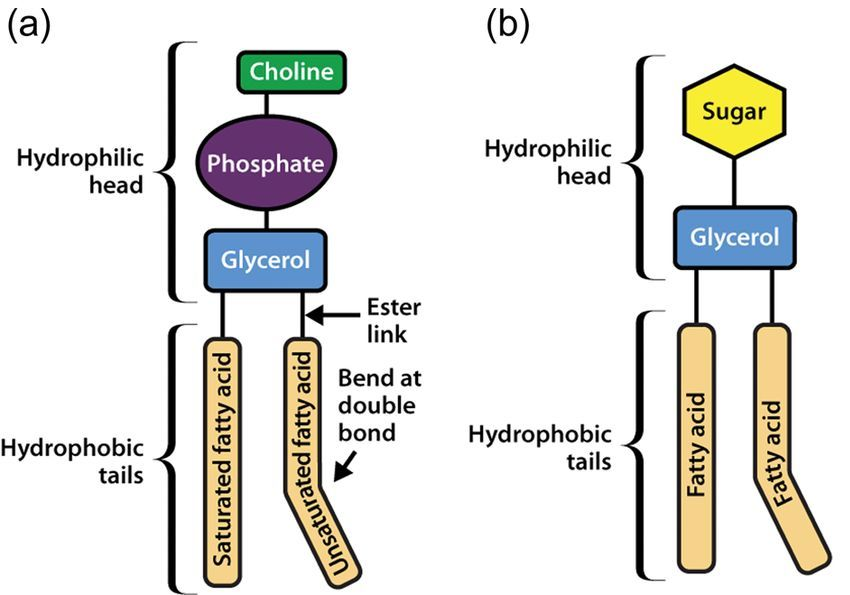 (a)
Choline
Phosphate
Hydrophilic
head
Glycerol
Ester
link
Bend at
double
bond
Hydrophobic
tails
Saturated fatty acid
Unsaturated fatty acid
(b)
Sugar
Hydrophilic
head
Glycerol
Hydrophobic
tails
Fatty acid
Fatty acid